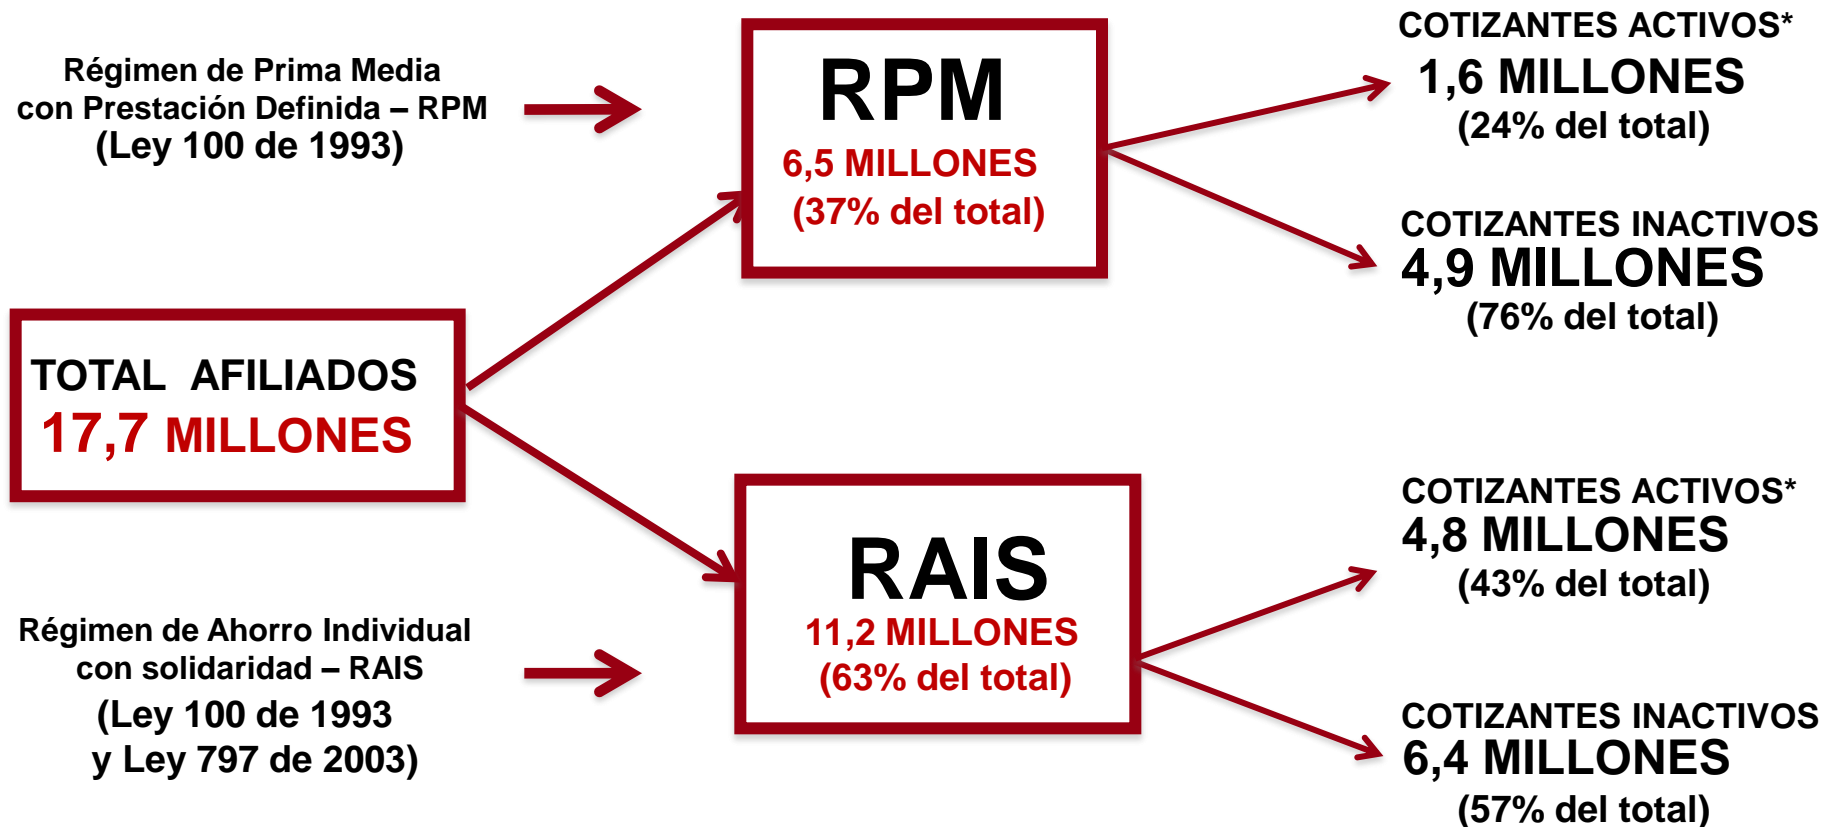 Régimen de Prima Media
con Prestación Definida – RPM
(Ley 100 de 1993)
RPM
6,5 MILLONES
(37% del total)
COTIZANTES ACTIVOS*
1,6 MILLONES
(24% del total)
COTIZANTES INACTIVOS
4,9 MILLONES
(76% del total)
TOTAL AFILIADOS
17,7 MILLONES
Régimen de Ahorro Individual
con solidaridad – RAIS
(Ley 100 de 1993
y Ley 797 de 2003)
RAIS
11,2 MILLONES
(63% del total)
COTIZANTES ACTIVOS*
4,8 MILLONES
(43% del total)
COTIZANTES INACTIVOS
6,4 MILLONES
(57% del total)